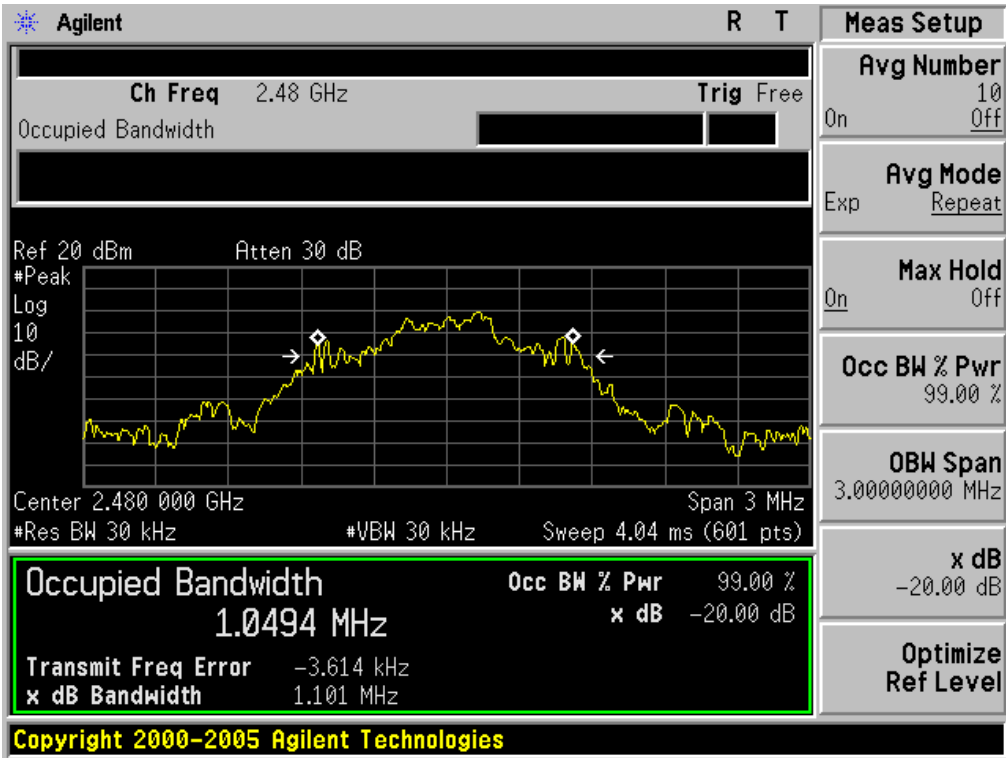 Agilent R T
Ch Freq 2.48 GHz Trig Free
Occupied Bandwidth
Ref 20 dBm Atten 30 dB
#Peak
Log
10
dB/
Center 2.480 000 GHz Span 3 MHz
#Res BW 30 kHz #VBW 30 kHz Sweep 4.04 ms (601 pts)
Occupied Bandwidth Occ BW % Pwr 99.00 %
1.0494 MHz x dB -20.00 dB
Transmit Freq Error -3.614 kHz
x dB Bandwidth 1.101 MHz
Copyright 2000-2005 Agilent Technologies
Meas Setup
Avg Number
10
On Off
Avg Mode
Exp Repeat
Max Hold
On Off
Occ BW % Pwr
99.00 %
OBW Span
3.00000000 MHz
x dB
-20.00 dB
Optimize
Ref Level